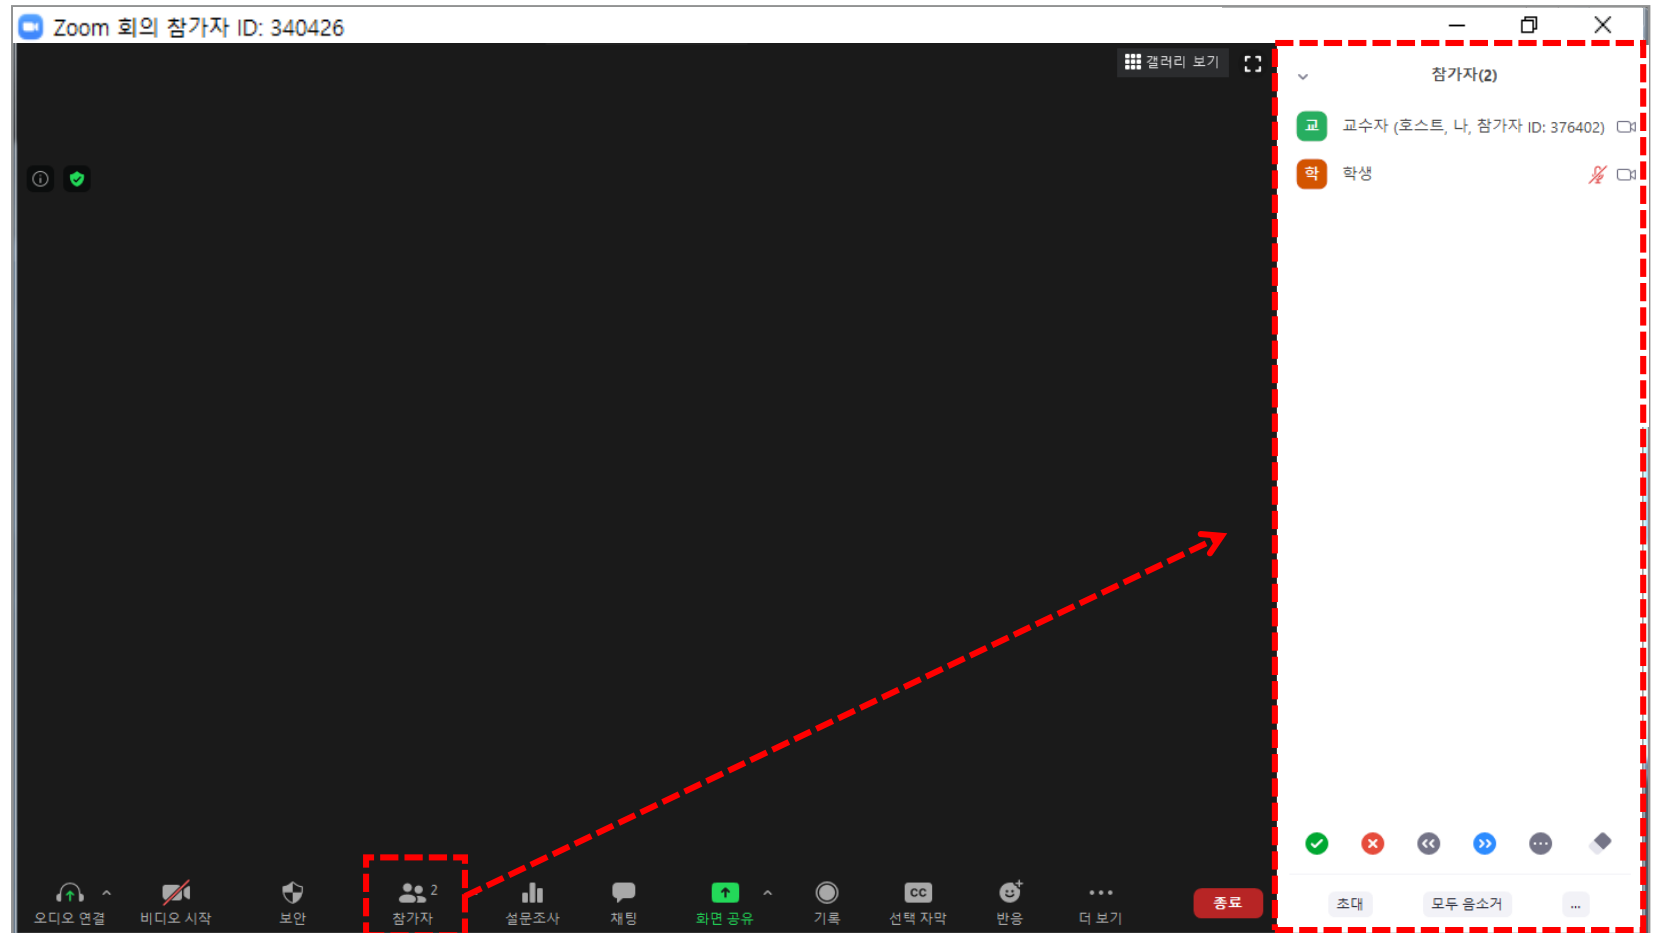 Zoom 회의 참가자 ID: 340426
갤러리 보기
참가자(2)
교 교수자 (호스트, 나, 참가자 ID: 376402)
학 학생
초대 모두 음소거 ...
2
오디오 연결 비디오 시작 보안 참가자 설문조사 채팅 화면 공유 기록 CC 선택 자막 반응 더 보기 종료